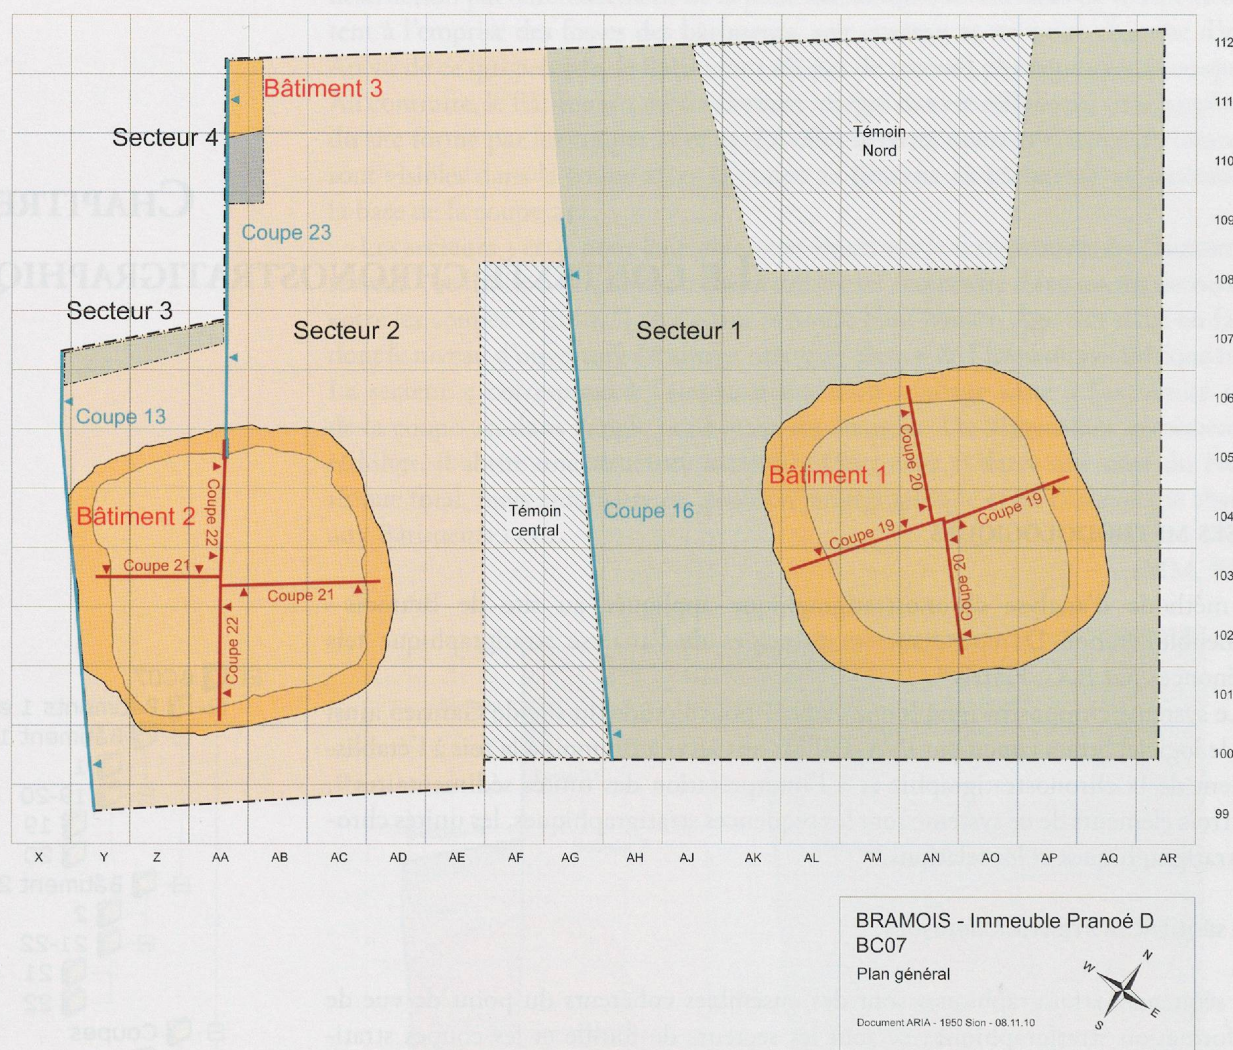 Bâtiment 3
Secteur 4
Témoin
Nord
Coupe 23
Secteur 3
Secteur 2
Secteur 1
Coupe 13
Bâtiment 2
Coupe 22
Coupe 21
Coupe 21
Coupe 22
Témoin
central
Coupe 16
Bâtiment 1
Coupe 20
Coupe 19
Coupe 19
Coupe 20
112
111
110
109
108
107
106
105
104
103
102
101
100
99
X Y Z AA AB AC AD AE AF AG AH AJ AK AL AM AN AO AP AQ AR
BRAMOIS - Immeuble Pranoé D
BC07
Plan général
N
W
E
S
Document ARIA - 1950 Sion - 08.11.10